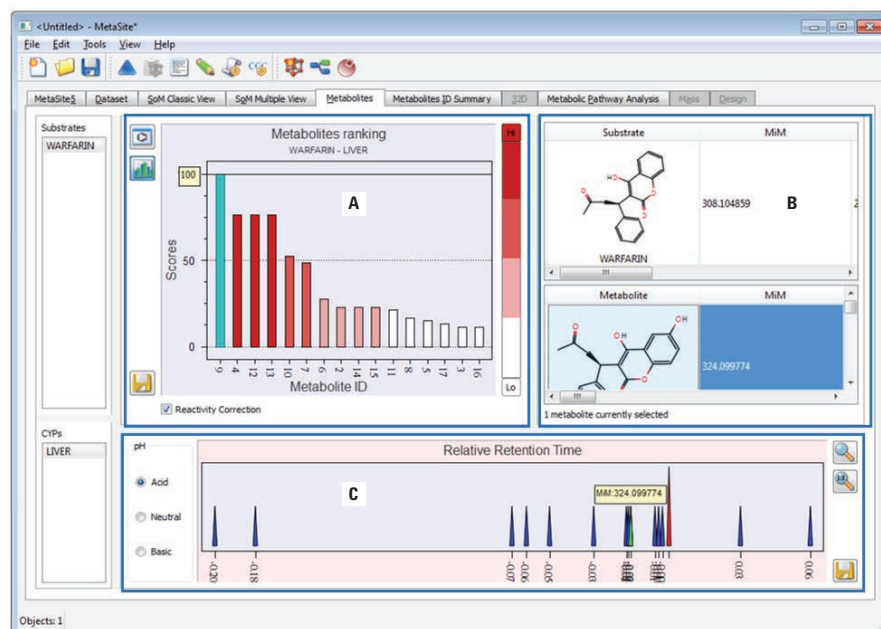 <Untitled> - MetaSite*
File Edit Tools View Help
MetaSite5 Dataset SoM Classic View SoM Multiple View Metabolites Metabolites ID Summary S2D Metabolic Pathway Analysis Mass Design
Substrates
WARFARIN
CYPs
LIVER
Metabolites ranking
WARFARIN - LIVER
Hi
100
50
0
Scores
A
9 4 12 13 10 7 6 2 14 15 11 8 5 17 3 16
Metabolite ID
Lo
Reactivity Correction
Substrate MiM
HO
O
O
O
308.104859
B
WARFARIN
Metabolite MiM
O
OH
OH
O
O
324.099774
1 metabolite currently selected
pH
Acid
Neutral
Basic
Relative Retention Time
C
MiM:324.099774
-0.20 -0.18 -0.07 -0.06 -0.05 -0.03 0.03 0.06
Objects: 1